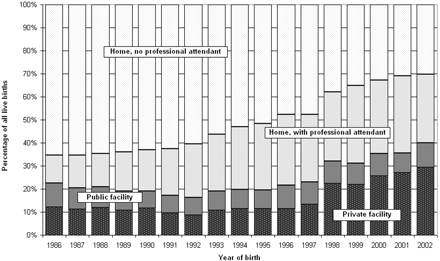 100%
90%
80%
70%
60%
50%
40%
30%
20%
10%
0%
Percentage of all live births
Home, no professional attendant
Home, with professional attendant
Public facility
Private facility
1986 1987 1988 1989 1990 1991 1992 1993 1994 1995 1996 1997 1998 1999 2000 2001 2002
Year of birth